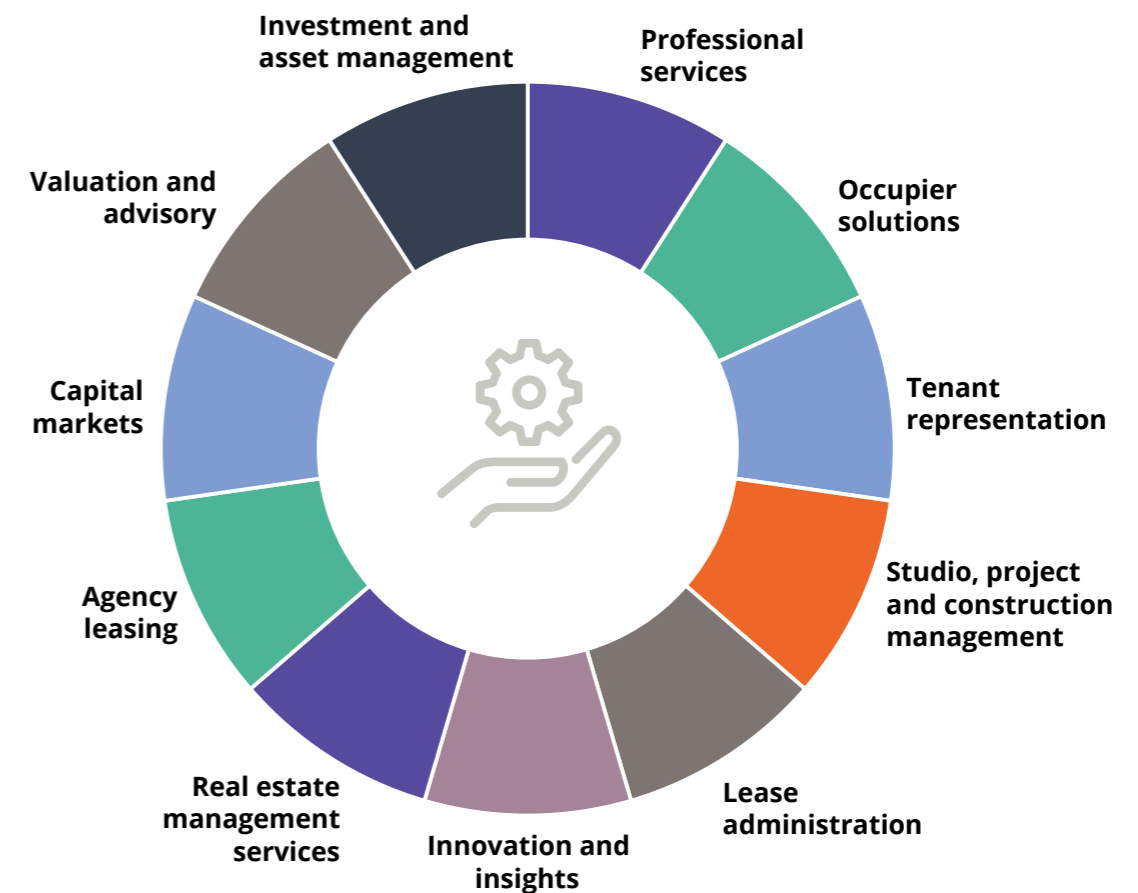 Investment and
asset management
Professional
services
Occupier
solutions
Tenant
representation
Studio, project
and construction
management
Lease
administration
Innovation and
insights
Real estate
management
services
Agency
leasing
Capital
markets
Valuation and
advisory